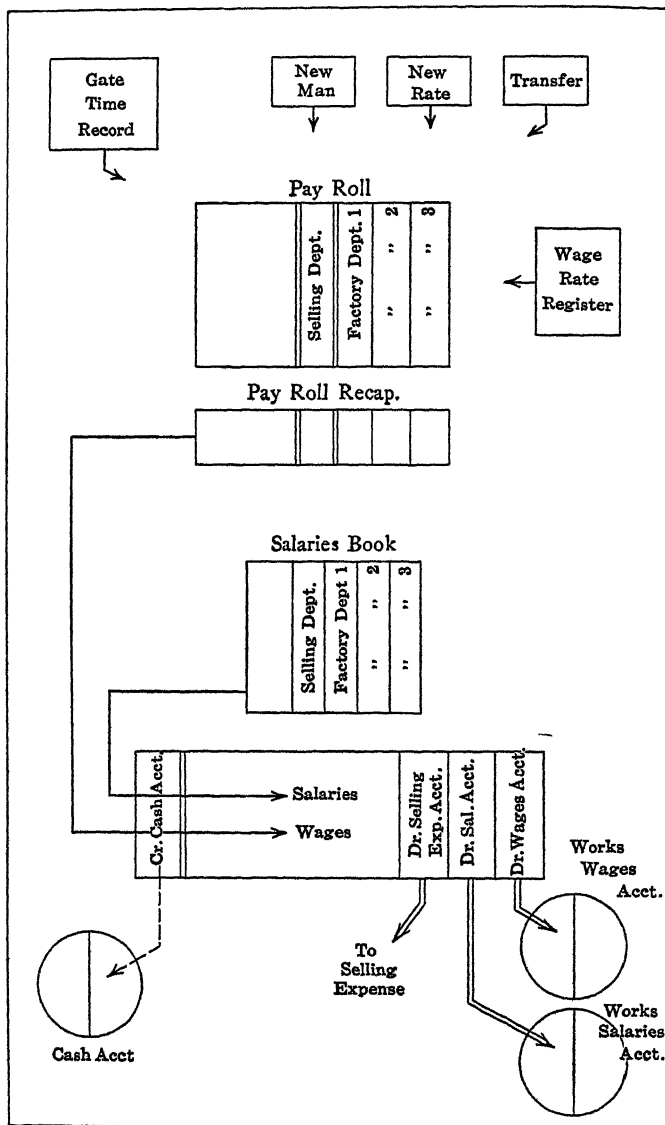 Gate
Time
Record
New
Man
New
Rate
Transfer
Pay Roll
Selling Dept.
Factory Dept. 1
" " 2
" " 3
Wage
Rate
Register
Pay Roll Recap.
Salaries Book
Selling Dept.
Factory Dept 1
" " 2
" " 3
Cr. Cash Acct.
Salaries
Wages
Dr. Selling
Exp. Acct.
Dr. Sal. Acct.
Dr. Wages Acct.
Works
Wages
Acct.
To
Selling
Expense
Cash Acct
Works
Salaries
Acct.